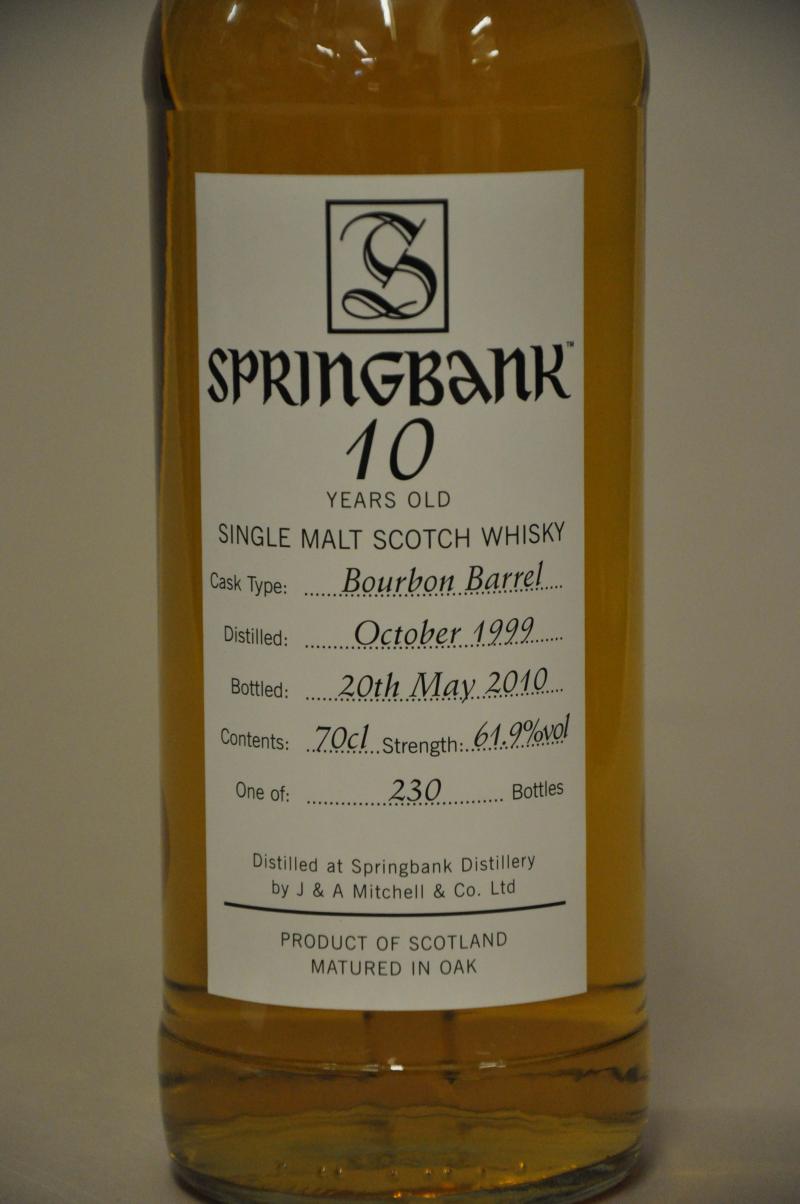 S
SPRINGBANK™
10
YEARS OLD
SINGLE MALT SCOTCH WHISKY
Cask Type: Bourbon Barrel
Distilled: October 1999
Bottled: 20th May 2010
Contents: 70cl Strength: 61.9%vol
One of: 230 Bottles
Distilled at Springbank Distillery
by J & A Mitchell & Co. Ltd
PRODUCT OF SCOTLAND
MATURED IN OAK